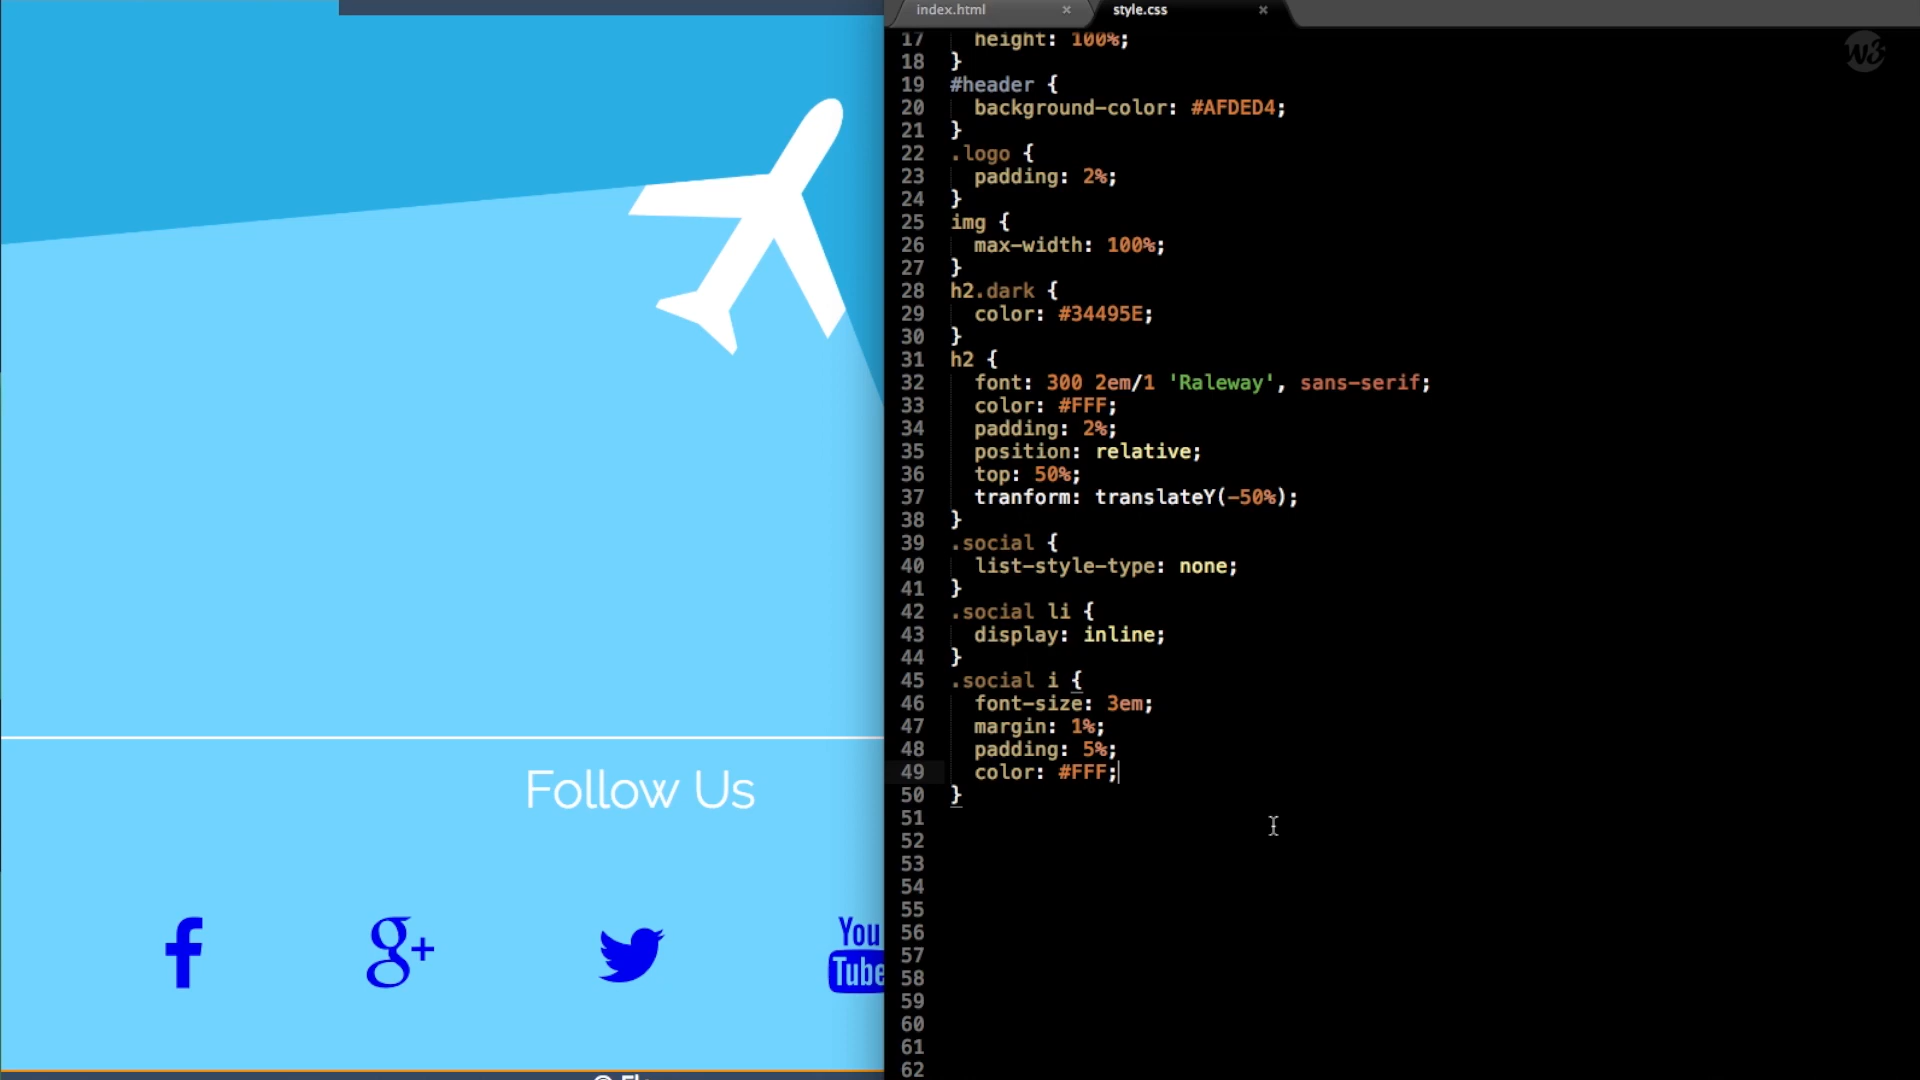 index.html × style.css ×
17 height: 100%;
18 }
19 #header {
20 background-color: #AFDED4;
21 }
22 .logo {
23 padding: 2%;
24 }
25 img {
26 max-width: 100%;
27 }
28 h2.dark {
29 color: #34495E;
30 }
31 h2 {
32 font: 300 2em/1 'Raleway', sans-serif;
33 color: #FFF;
34 padding: 2%;
35 position: relative;
36 top: 50%;
37 tranform: translateY(-50%);
38 }
39 .social {
40 list-style-type: none;
41 }
42 .social li {
43 display: inline;
44 }
45 .social i {
46 font-size: 3em;
47 margin: 1%;
48 padding: 5%;
49 color: #FFF;
50 }
51
52
53
54
55
56
57
58
59
60
61
62
W3
Follow Us
f g+ You
Tube